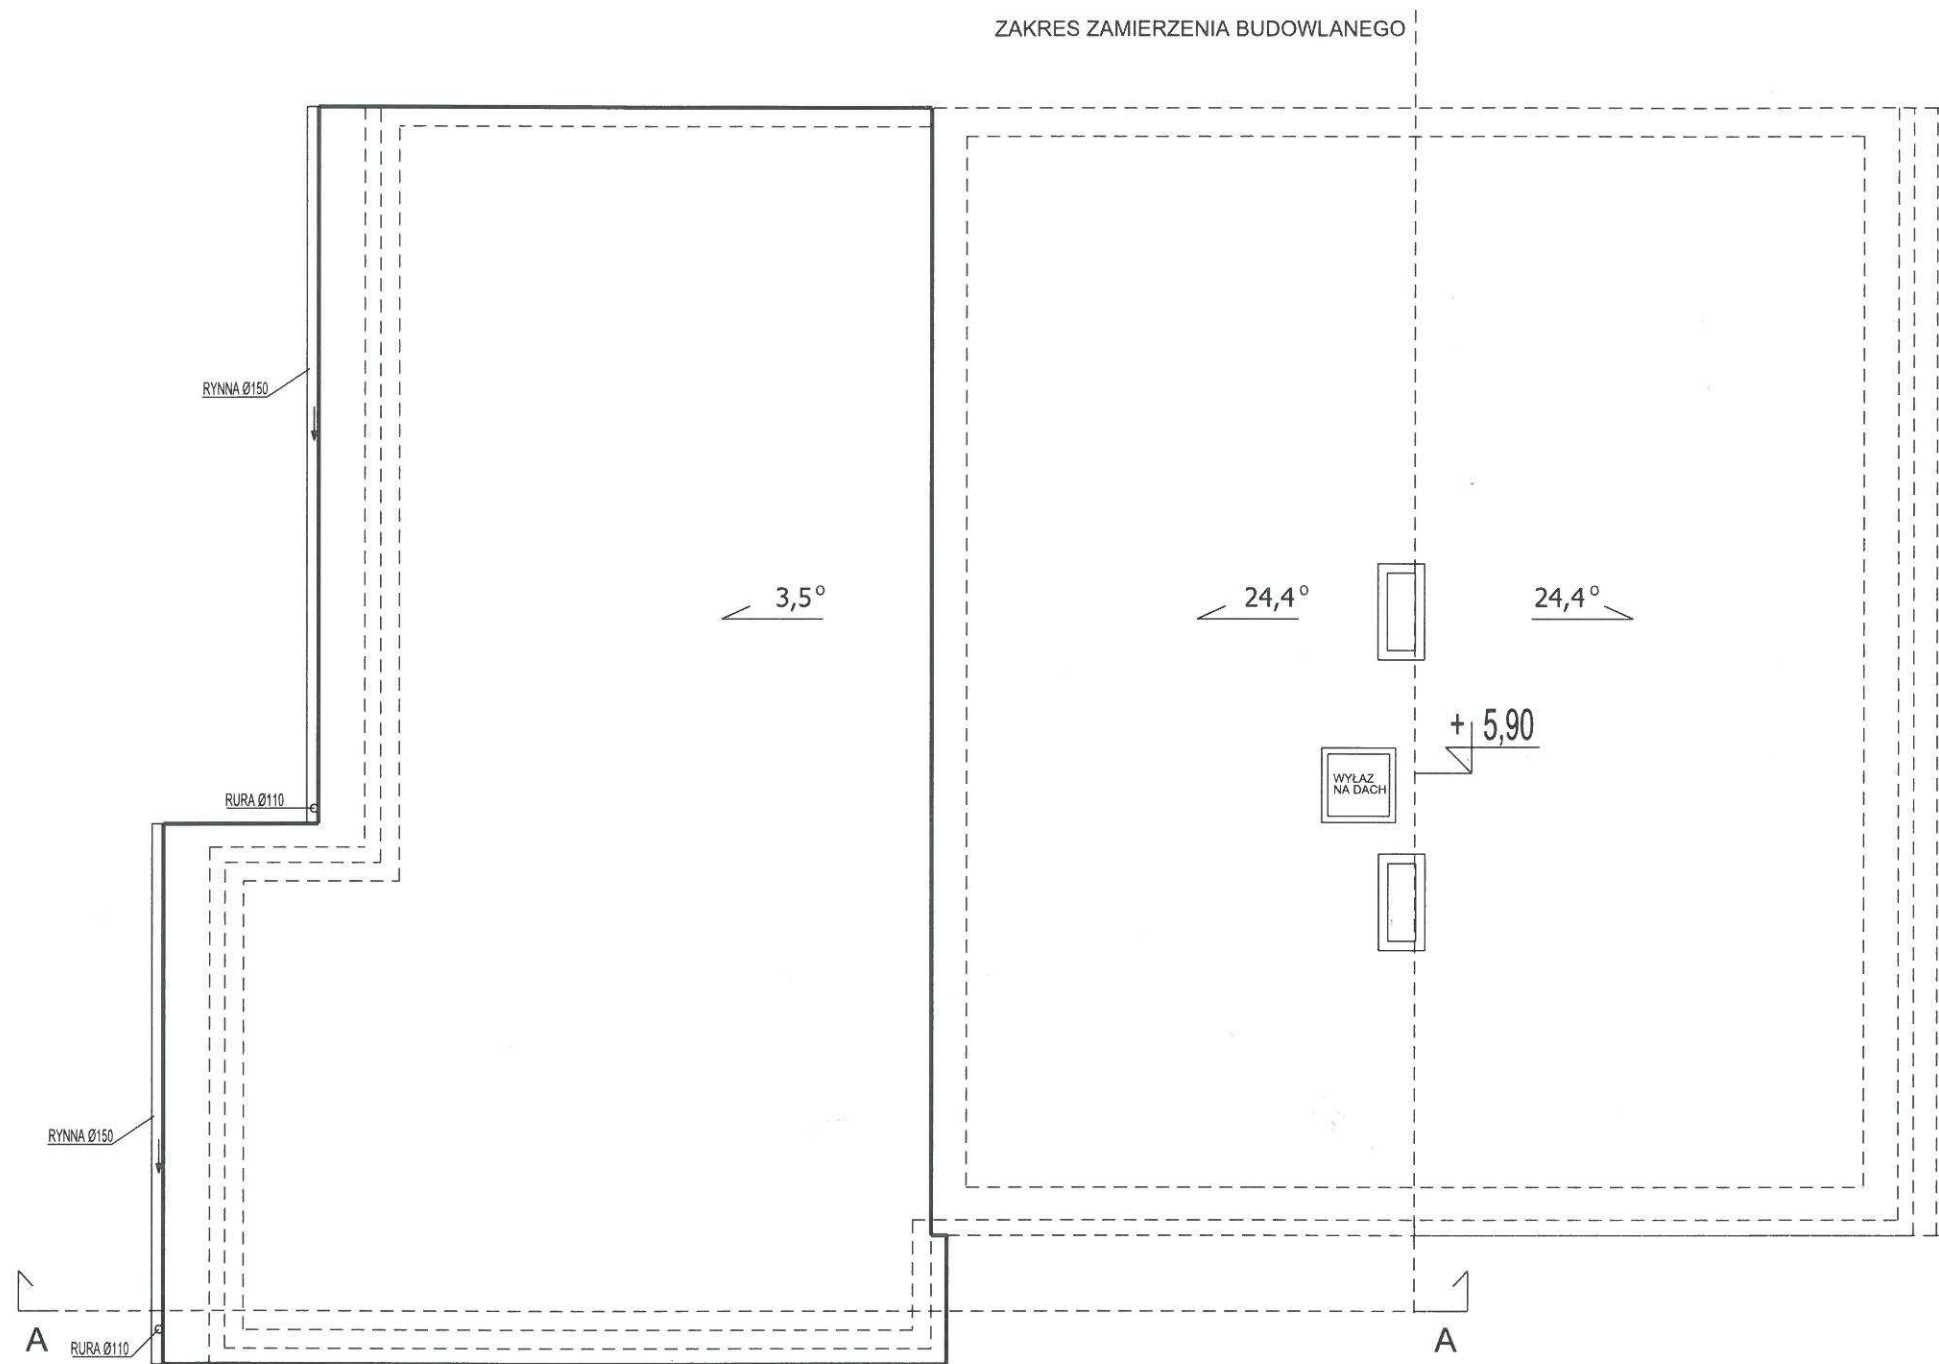 ZAKRES ZAMIERZENIA BUDOWLANEGO
RYNNA Ø150
3,5°
24,4°
24,4°
+ 5,90
WYŁAZ
NA DACH
RURA Ø110
RYNNA Ø150
A
RURA Ø110
A